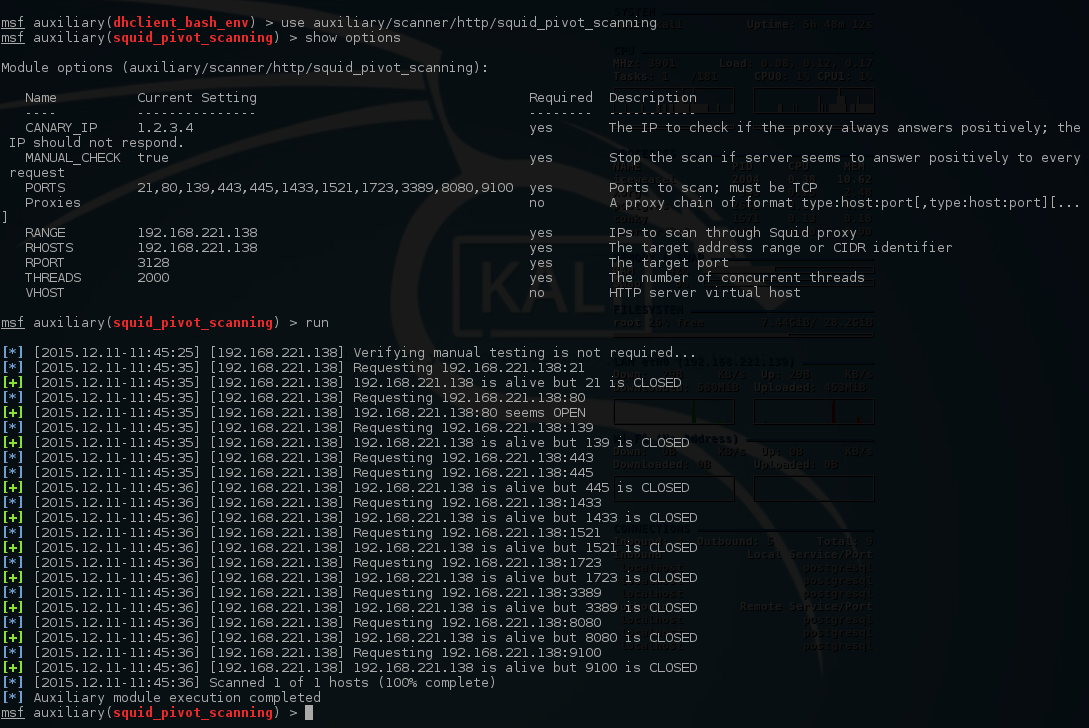 msf auxiliary(dhclient_bash_env) > use auxiliary/scanner/http/squid_pivot_scanning
msf auxiliary(squid_pivot_scanning) > show options
Module options (auxiliary/scanner/http/squid_pivot_scanning):
Name Current Setting Required Description
---- --------------- -------- -----------
CANARY_IP 1.2.3.4 yes The IP to check if the proxy always answers positively; the
IP should not respond.
MANUAL_CHECK true yes Stop the scan if server seems to answer positively to every
request
PORTS 21,80,139,443,445,1433,1521,1723,3389,8080,9100 yes Ports to scan; must be TCP
Proxies no A proxy chain of format type:host:port[,type:host:port][...
]
RANGE 192.168.221.138 yes IPs to scan through Squid proxy
RHOSTS 192.168.221.138 yes The target address range or CIDR identifier
RPORT 3128 yes The target port
THREADS 2000 yes The number of concurrent threads
VHOST no HTTP server virtual host
msf auxiliary(squid_pivot_scanning) > run
[*] [2015.12.11-11:45:25] [192.168.221.138] Verifying manual testing is not required...
[*] [2015.12.11-11:45:35] [192.168.221.138] Requesting 192.168.221.138:21
[+] [2015.12.11-11:45:35] [192.168.221.138] 192.168.221.138 is alive but 21 is CLOSED
[*] [2015.12.11-11:45:35] [192.168.221.138] Requesting 192.168.221.138:80
[+] [2015.12.11-11:45:35] [192.168.221.138] 192.168.221.138:80 seems OPEN
[*] [2015.12.11-11:45:35] [192.168.221.138] Requesting 192.168.221.138:139
[+] [2015.12.11-11:45:35] [192.168.221.138] 192.168.221.138 is alive but 139 is CLOSED
[*] [2015.12.11-11:45:35] [192.168.221.138] Requesting 192.168.221.138:443
[*] [2015.12.11-11:45:35] [192.168.221.138] Requesting 192.168.221.138:445
[+] [2015.12.11-11:45:36] [192.168.221.138] 192.168.221.138 is alive but 445 is CLOSED
[*] [2015.12.11-11:45:36] [192.168.221.138] Requesting 192.168.221.138:1433
[+] [2015.12.11-11:45:36] [192.168.221.138] 192.168.221.138 is alive but 1433 is CLOSED
[*] [2015.12.11-11:45:36] [192.168.221.138] Requesting 192.168.221.138:1521
[+] [2015.12.11-11:45:36] [192.168.221.138] 192.168.221.138 is alive but 1521 is CLOSED
[*] [2015.12.11-11:45:36] [192.168.221.138] Requesting 192.168.221.138:1723
[+] [2015.12.11-11:45:36] [192.168.221.138] 192.168.221.138 is alive but 1723 is CLOSED
[*] [2015.12.11-11:45:36] [192.168.221.138] Requesting 192.168.221.138:3389
[+] [2015.12.11-11:45:36] [192.168.221.138] 192.168.221.138 is alive but 3389 is CLOSED
[*] [2015.12.11-11:45:36] [192.168.221.138] Requesting 192.168.221.138:8080
[+] [2015.12.11-11:45:36] [192.168.221.138] 192.168.221.138 is alive but 8080 is CLOSED
[*] [2015.12.11-11:45:36] [192.168.221.138] Requesting 192.168.221.138:9100
[+] [2015.12.11-11:45:36] [192.168.221.138] 192.168.221.138 is alive but 9100 is CLOSED
[*] [2015.12.11-11:45:36] Scanned 1 of 1 hosts (100% complete)
[*] Auxiliary module execution completed
msf auxiliary(squid_pivot_scanning) >
SYSTEM
Uptime: 5h 46m 12s
CPU
KALI
FILESYSTEM
Local Service/Port
postgresql
Remote Service/Port
localhost postgresql
postgresql
postgresql